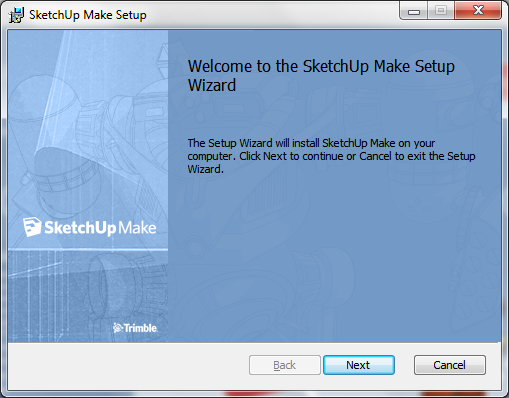 SketchUp Make Setup
Welcome to the SketchUp Make Setup
Wizard
The Setup Wizard will install SketchUp Make on your
computer. Click Next to continue or Cancel to exit the Setup
Wizard.
SketchUp Make
Trimble
Back
Next
Cancel